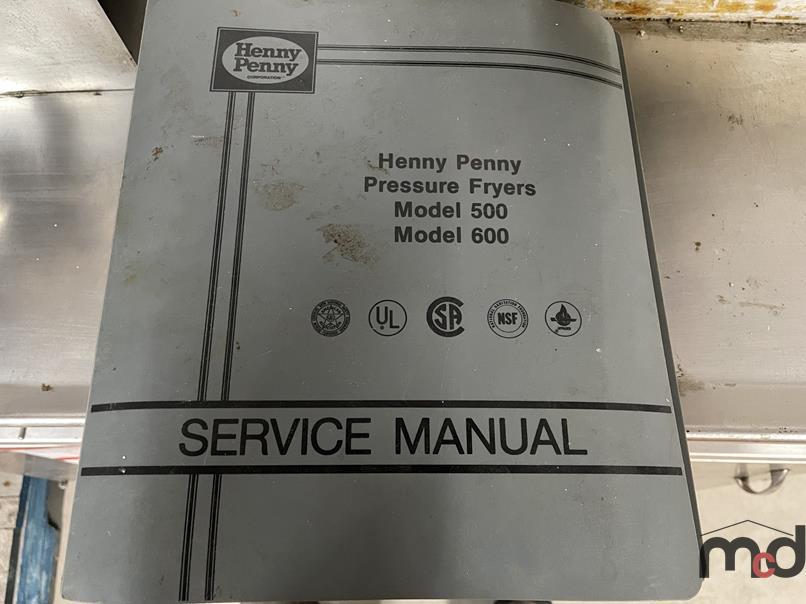 Henny
Penny
CORPORATION
Henny Penny
Pressure Fryers
Model 500
Model 600
UL
SA
NSF
SERVICE MANUAL
mcd